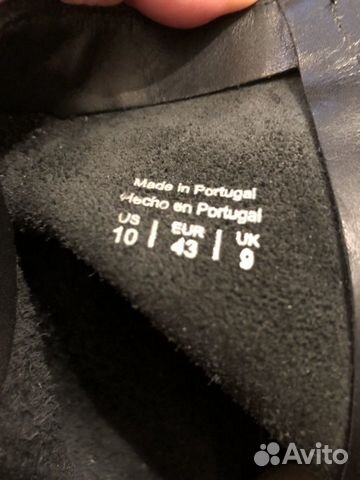 Made in Portugal
Hecho en Portugal
US | EUR | UK
10 | 43 | 9
Avito